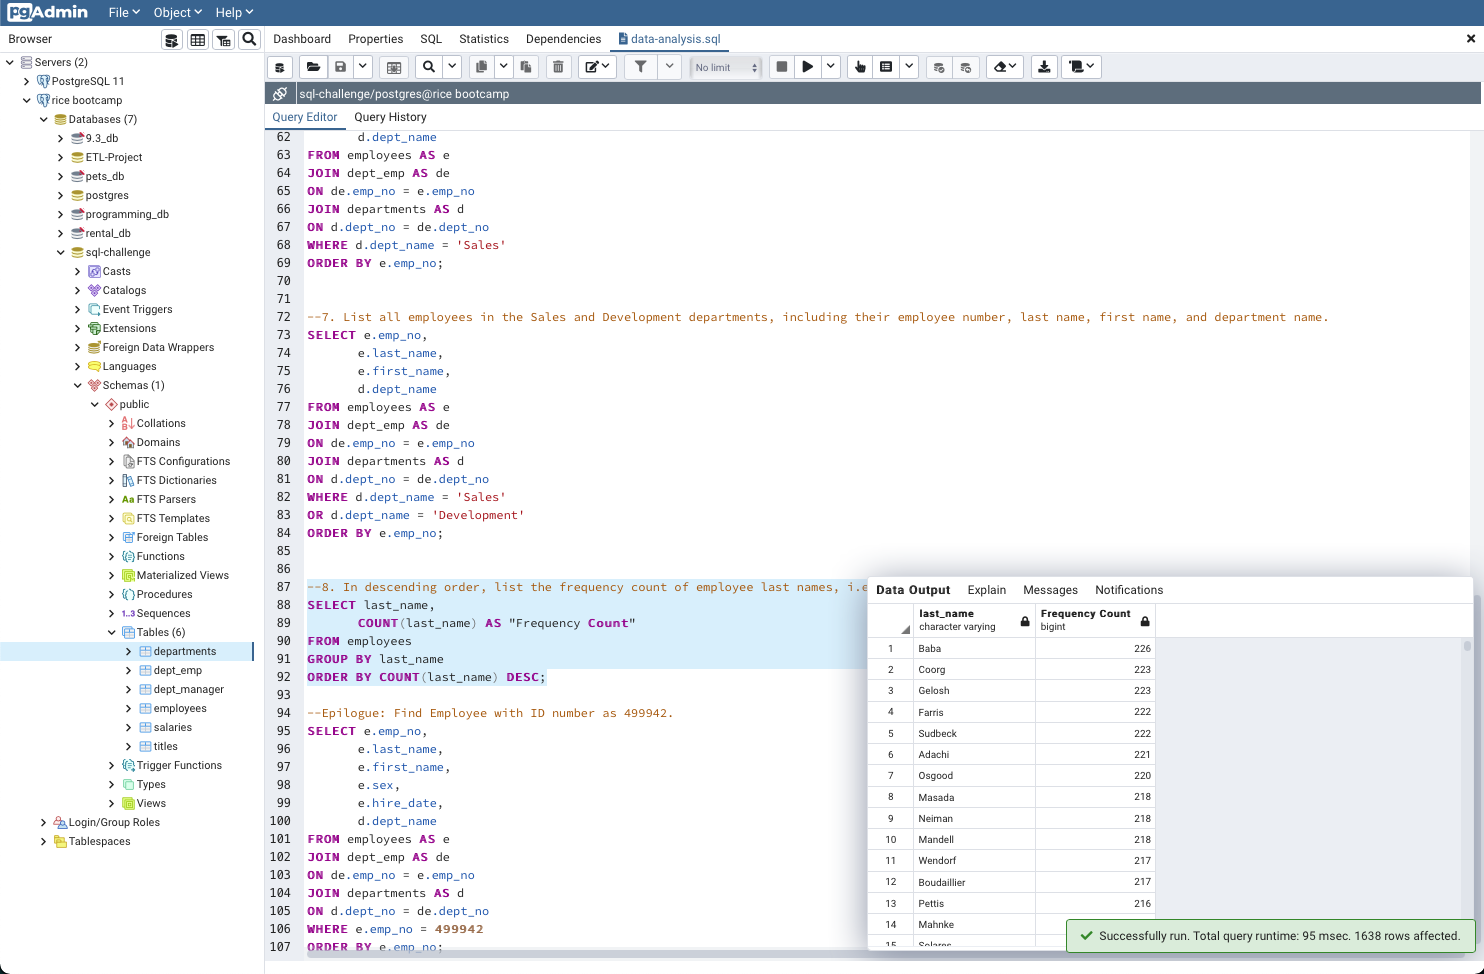 pgAdmin File Object Help
Browser
Dashboard Properties SQL Statistics Dependencies data-analysis.sql
No limit
sql-challenge/postgres@rice bootcamp
Query Editor Query History
Servers (2)
PostgreSQL 11
rice bootcamp
Databases (7)
9.3_db
ETL-Project
pets_db
postgres
programming_db
rental_db
sql-challenge
Casts
Catalogs
Event Triggers
Extensions
Foreign Data Wrappers
Languages
Schemas (1)
public
Collations
Domains
FTS Configurations
FTS Dictionaries
Aa FTS Parsers
FTS Templates
Foreign Tables
Functions
Materialized Views
Procedures
1..3 Sequences
Tables (6)
departments
dept_emp
dept_manager
employees
salaries
titles
Trigger Functions
Types
Views
Login/Group Roles
Tablespaces
62 d.dept_name
63 FROM employees AS e
64 JOIN dept_emp AS de
65 ON de.emp_no = e.emp_no
66 JOIN departments AS d
67 ON d.dept_no = de.dept_no
68 WHERE d.dept_name = 'Sales'
69 ORDER BY e.emp_no;
70
71
72 --7. List all employees in the Sales and Development departments, including their employee number, last name, first name, and department name.
73 SELECT e.emp_no,
74 e.last_name,
75 e.first_name,
76 d.dept_name
77 FROM employees AS e
78 JOIN dept_emp AS de
79 ON de.emp_no = e.emp_no
80 JOIN departments AS d
81 ON d.dept_no = de.dept_no
82 WHERE d.dept_name = 'Sales'
83 OR d.dept_name = 'Development'
84 ORDER BY e.emp_no;
85
86
87 --8. In descending order, list the frequency count of employee last names, i.e
88 SELECT last_name,
89 COUNT(last_name) AS "Frequency Count"
90 FROM employees
91 GROUP BY last_name
92 ORDER BY COUNT(last_name) DESC;
93
94 --Epilogue: Find Employee with ID number as 499942.
95 SELECT e.emp_no,
96 e.last_name,
97 e.first_name,
98 e.sex,
99 e.hire_date,
100 d.dept_name
101 FROM employees AS e
102 JOIN dept_emp AS de
103 ON de.emp_no = e.emp_no
104 JOIN departments AS d
105 ON d.dept_no = de.dept_no
106 WHERE e.emp_no = 499942
107 ORDER BY e.emp_no;
Data Output Explain Messages Notifications
last_name Frequency Count
character varying bigint
1 Baba 226
2 Coorg 223
3 Gelosh 223
4 Farris 222
5 Sudbeck 222
6 Adachi 221
7 Osgood 220
8 Masada 218
9 Neiman 218
10 Mandell 218
11 Wendorf 217
12 Boudaillier 217
13 Pettis 216
14 Mahnke
15 Solares
Successfully run. Total query runtime: 95 msec. 1638 rows affected.